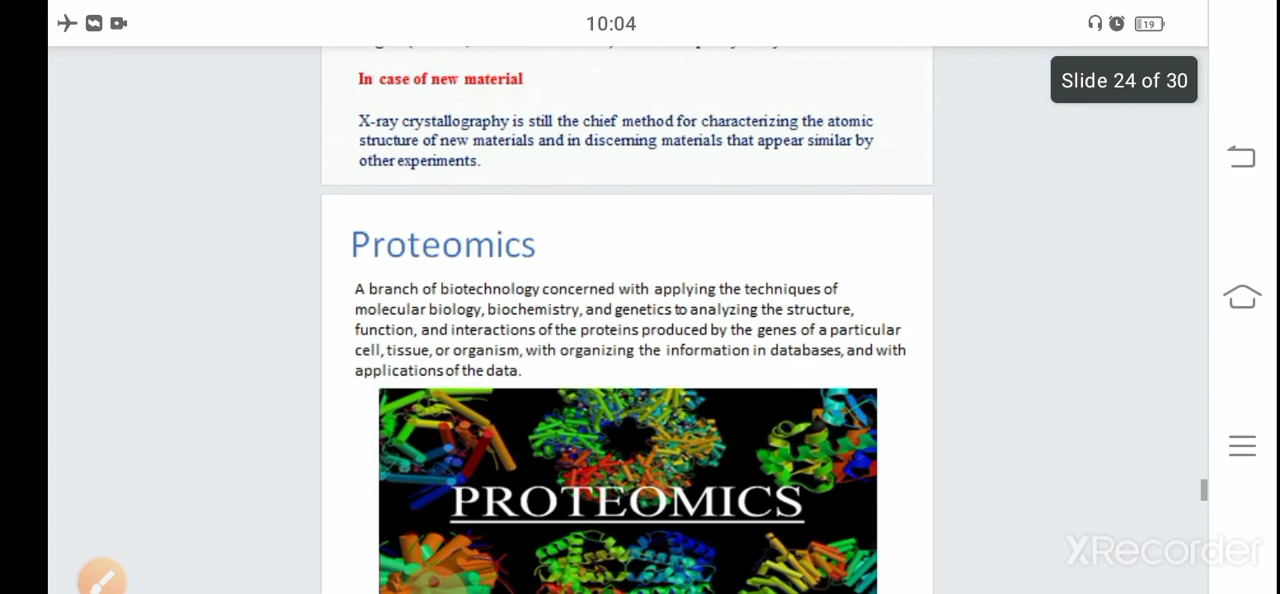 10:04
19
Slide 24 of 30
In case of new material
X-ray crystallography is still the chief method for characterizing the atomic
structure of new materials and in discerning materials that appear similar by
other experiments.
Proteomics
A branch of biotechnology concerned with applying the techniques of
molecular biology, biochemistry, and genetics to analyzing the structure,
function, and interactions of the proteins produced by the genes of a particular
cell, tissue, or organism, with organizing the information in databases, and with
applications of the data.
PROTEOMICS
XRecorder